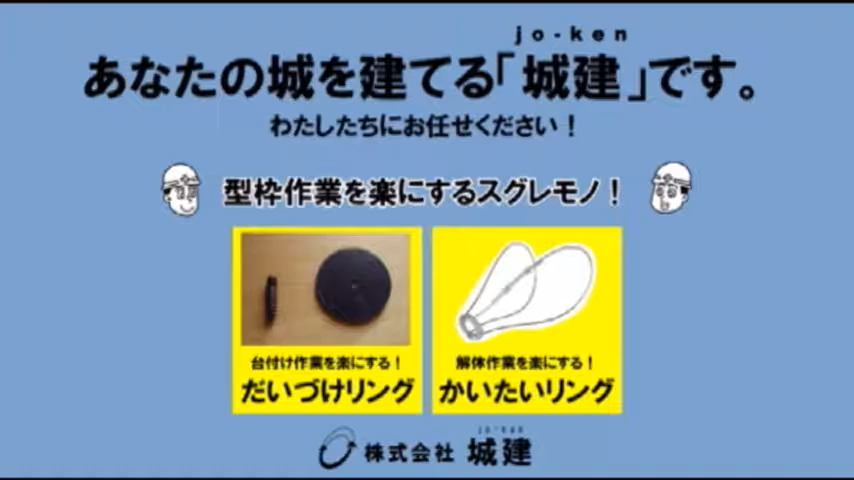 jo-ken
あなたの城を建てる「城建」です。
わたしたちにお任せください！
型枠作業を楽にするスグレモノ！
台付け作業を楽にする！
だいづけリング
解体作業を楽にする！
かいたいリング
jo-ken
株式会社 城建